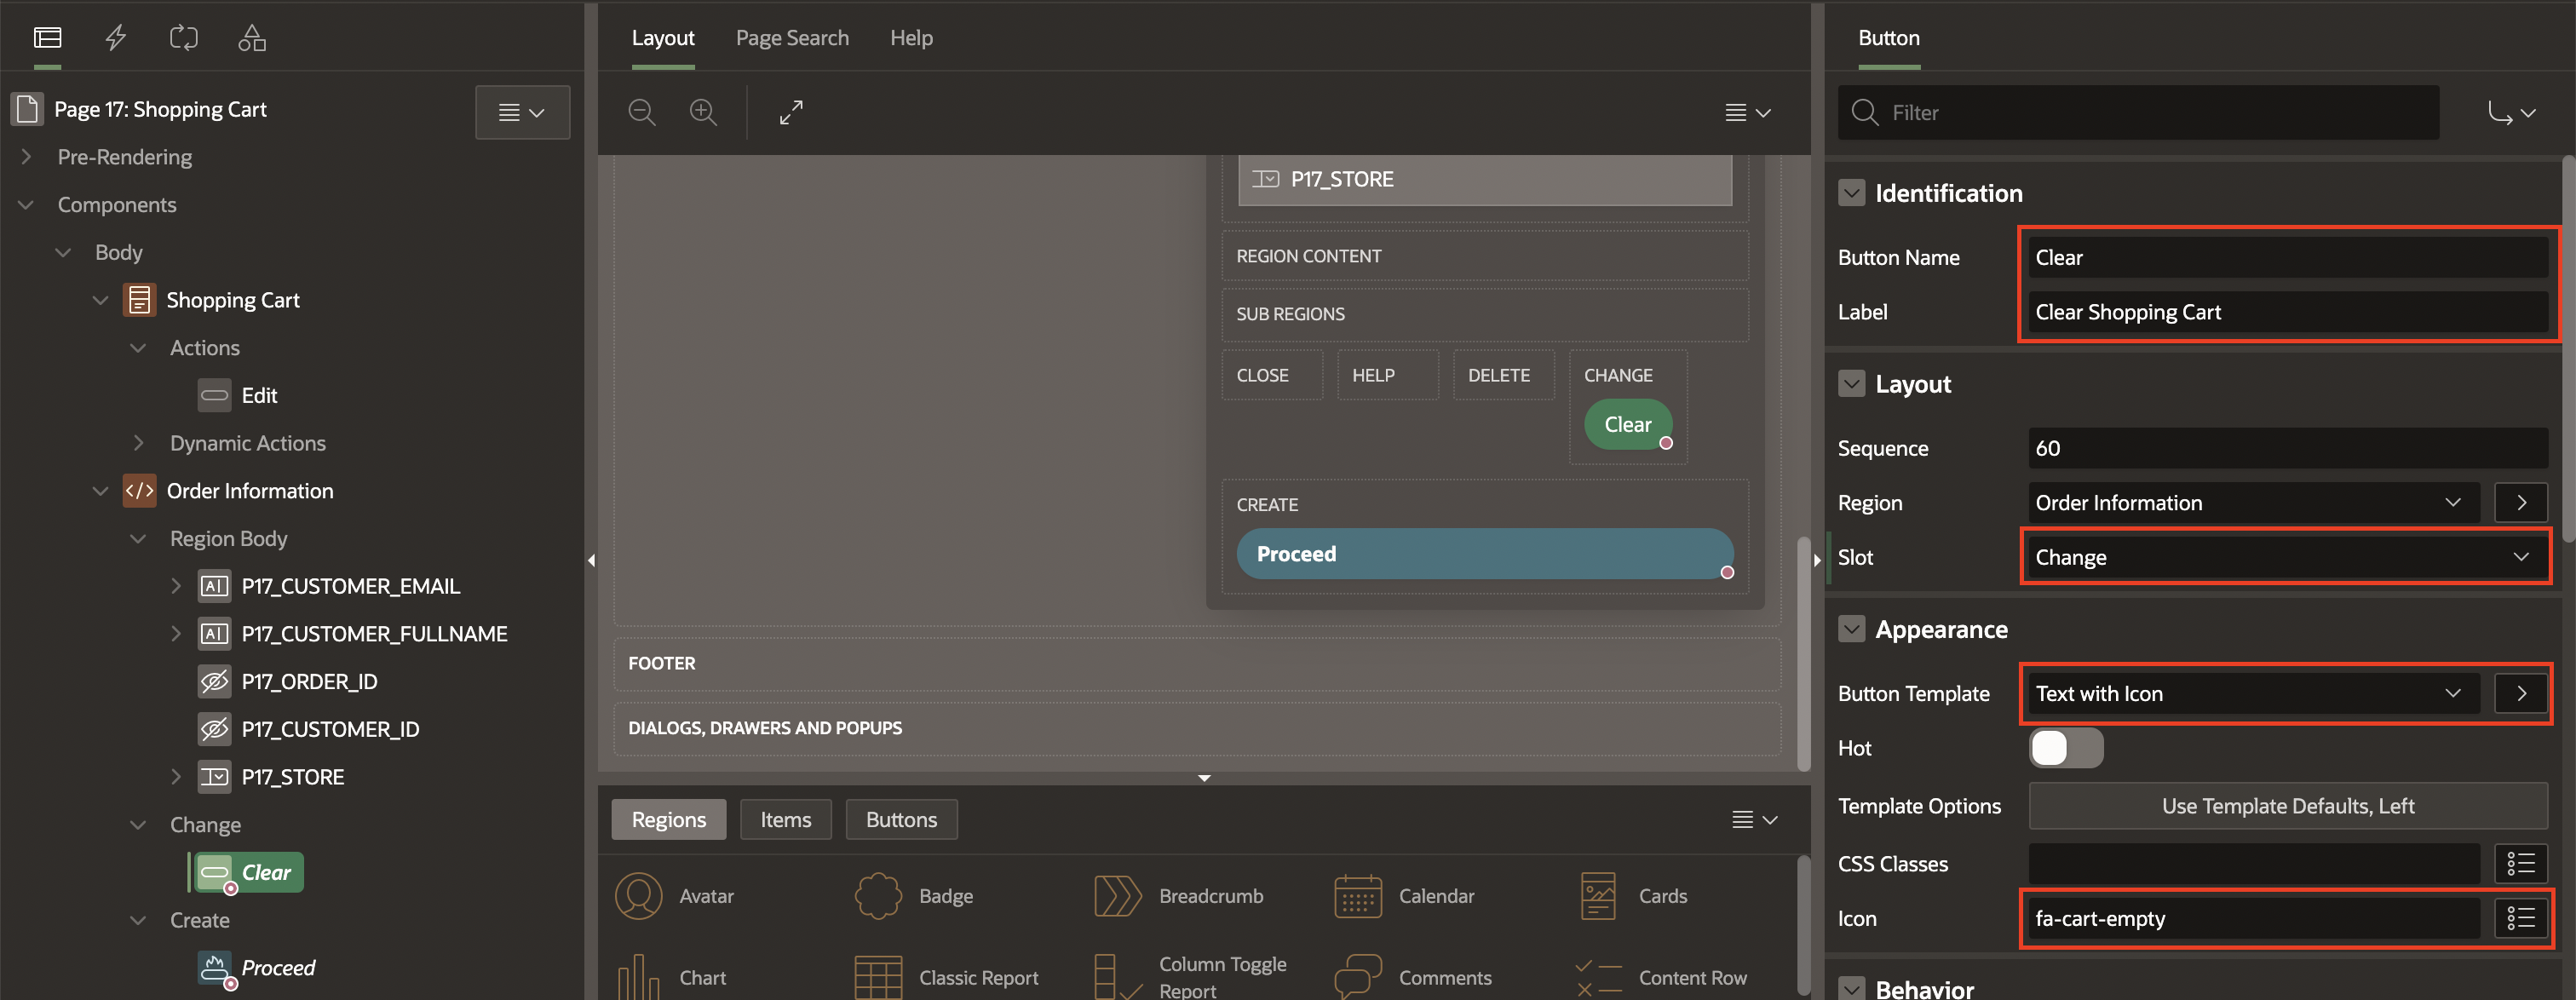 Page 17: Shopping Cart
Pre-Rendering
Components
Body
Shopping Cart
Actions
Edit
Dynamic Actions
Order Information
Region Body
P17_CUSTOMER_EMAIL
P17_CUSTOMER_FULLNAME
P17_ORDER_ID
P17_CUSTOMER_ID
P17_STORE
Change
Clear
Create
Proceed
Layout Page Search Help
P17_STORE
REGION CONTENT
SUB REGIONS
CLOSE HELP DELETE CHANGE
Clear
CREATE
Proceed
FOOTER
DIALOGS, DRAWERS AND POPUPS
Regions Items Buttons
Avatar Badge Breadcrumb Calendar Cards
Chart Classic Report Column Toggle Report Comments Content Row
Button
Filter
Identification
Button Name Clear
Label Clear Shopping Cart
Layout
Sequence 60
Region Order Information
Slot Change
Appearance
Button Template Text with Icon
Hot
Template Options Use Template Defaults, Left
CSS Classes
Icon fa-cart-empty
Behavior